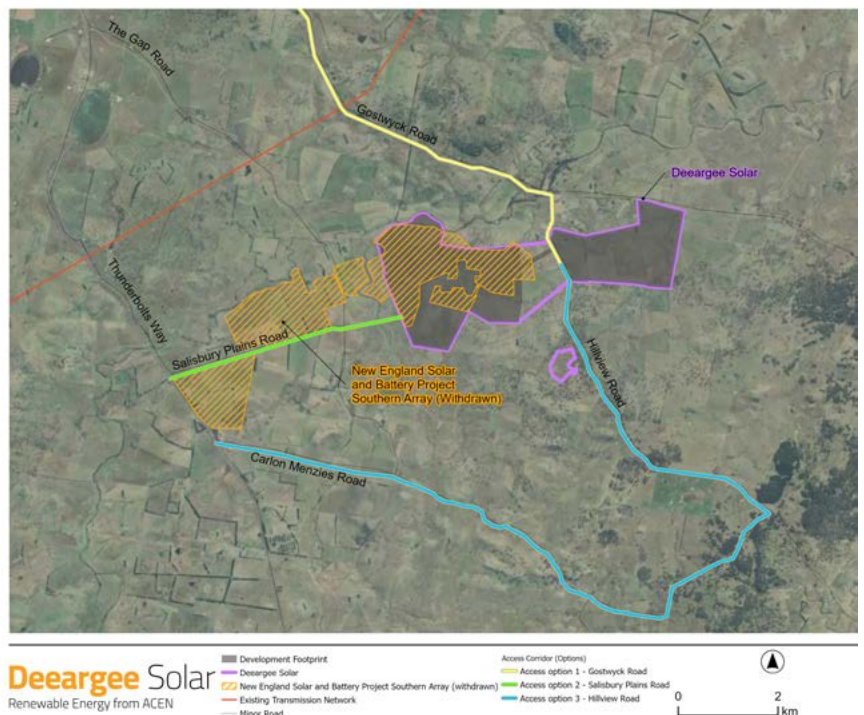 The Gap Road
Gostwyck Road
Deeargee Solar
Thunderbolts Way
Salisbury Plains Road
New England Solar
and Battery Project
Southern Array (Withdrawn)
Hillview Road
Carlon Menzies Road
Deeargee Solar
Renewable Energy from ACEN
Development Footprint
Deeargee Solar
New England Solar and Battery Project Southern Array (withdrawn)
Existing Transmission Network
Minor Road
Access Corridor (Options)
Access option 1 - Gostwyck Road
Access option 2 - Salisbury Plains Road
Access option 3 - Hillview Road
0 2
km